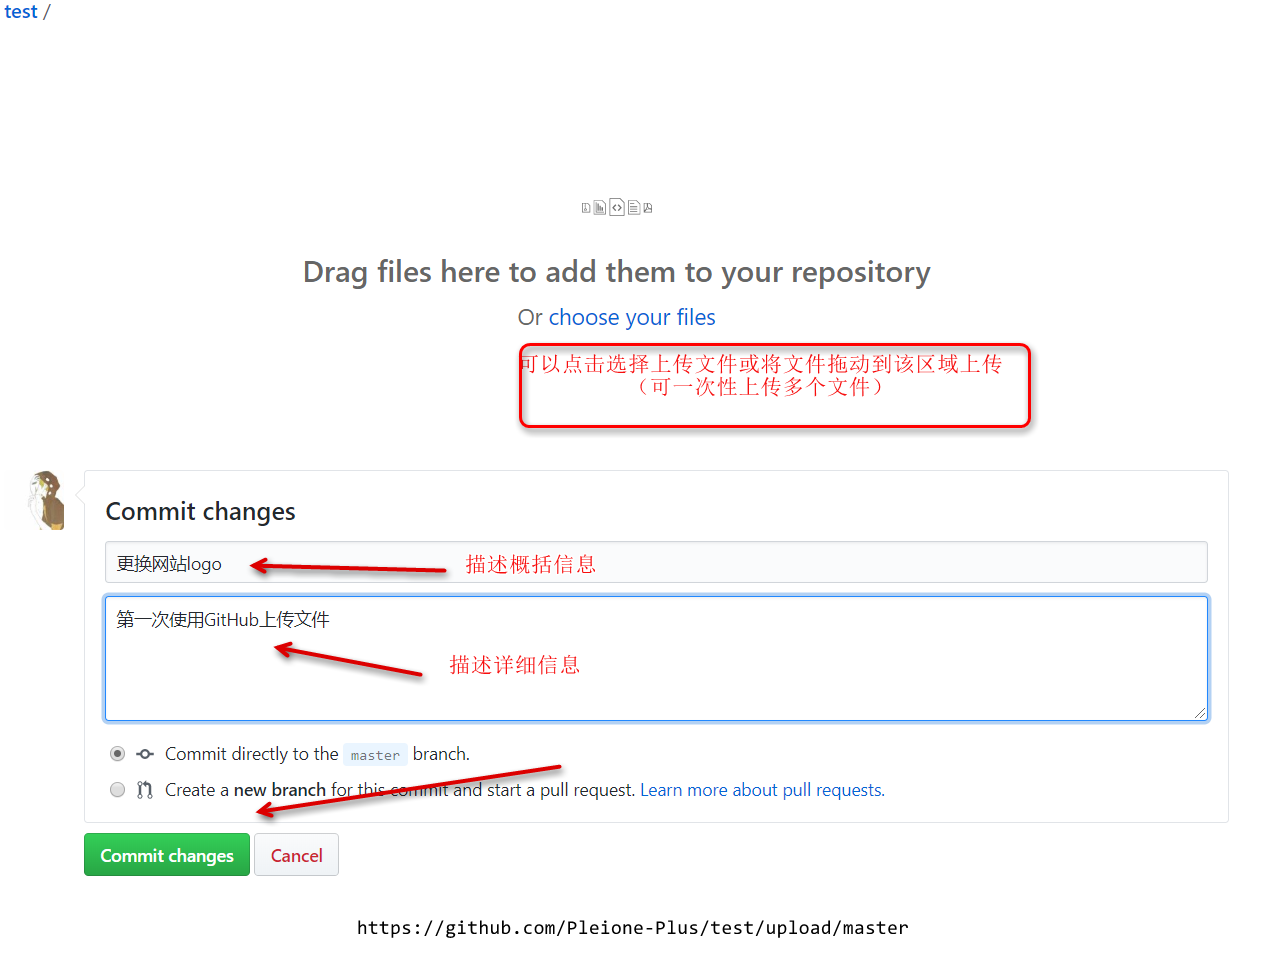 test /
Drag files here to add them to your repository
Or choose your files
可以点击选择上传文件或将文件拖动到该区域上传
（可一次性上传多个文件）
Commit changes
更换网站logo
描述概括信息
第一次使用GitHub上传文件
描述详细信息
Commit directly to the master branch.
Create a new branch for this commit and start a pull request. Learn more about pull requests.
Commit changes
Cancel
https://github.com/Pleione-Plus/test/upload/master